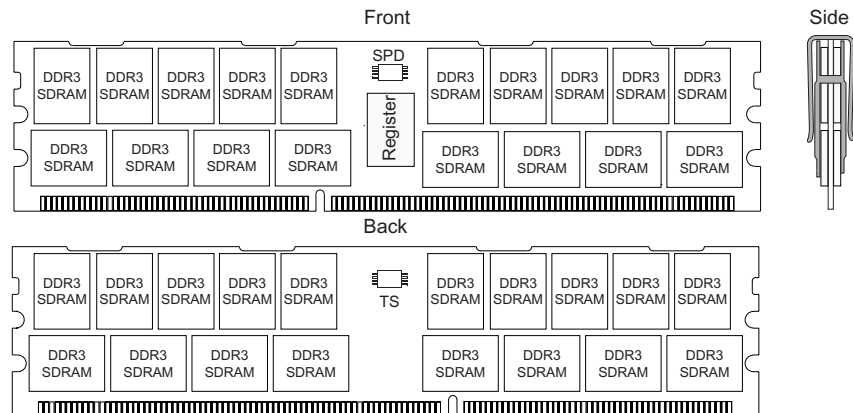 Front
Side
SPD
DDR3 DDR3 DDR3 DDR3 DDR3 DDR3 DDR3 DDR3 DDR3 DDR3
SDRAM SDRAM SDRAM SDRAM SDRAM SDRAM SDRAM SDRAM SDRAM SDRAM
Register
DDR3 DDR3 DDR3 DDR3 DDR3 DDR3 DDR3 DDR3
SDRAM SDRAM SDRAM SDRAM SDRAM SDRAM SDRAM SDRAM
Back
DDR3 DDR3 DDR3 DDR3 DDR3 DDR3 DDR3 DDR3 DDR3 DDR3
SDRAM SDRAM SDRAM SDRAM SDRAM SDRAM SDRAM SDRAM SDRAM SDRAM
TS
DDR3 DDR3 DDR3 DDR3 DDR3 DDR3 DDR3 DDR3
SDRAM SDRAM SDRAM SDRAM SDRAM SDRAM SDRAM SDRAM